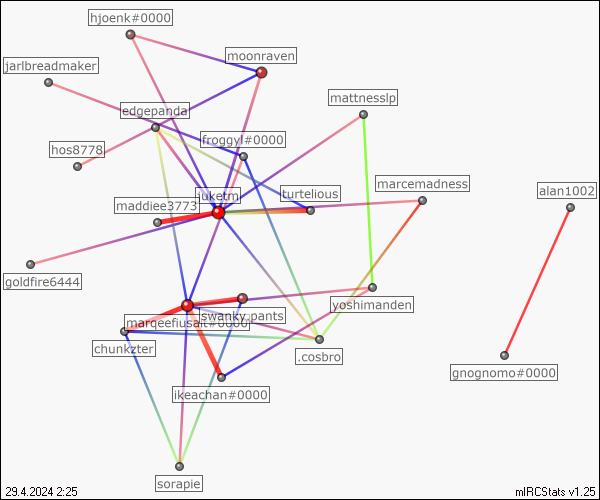 hjoenk#0000
moonraven
jarlbreadmaker
mattnesslp
edgepanda
froggyl#0000
hos8778
marcemadness
alan1002
juketm
turtelious
maddiee3773
goldfire6444
yoshimanden
swanky.pants
marqeefiusalt#0000
chunkzter
.cosbro
gnognomo#0000
ikeachan#0000
sorapie
29.4.2024 2:25
mIRCStats v1.25